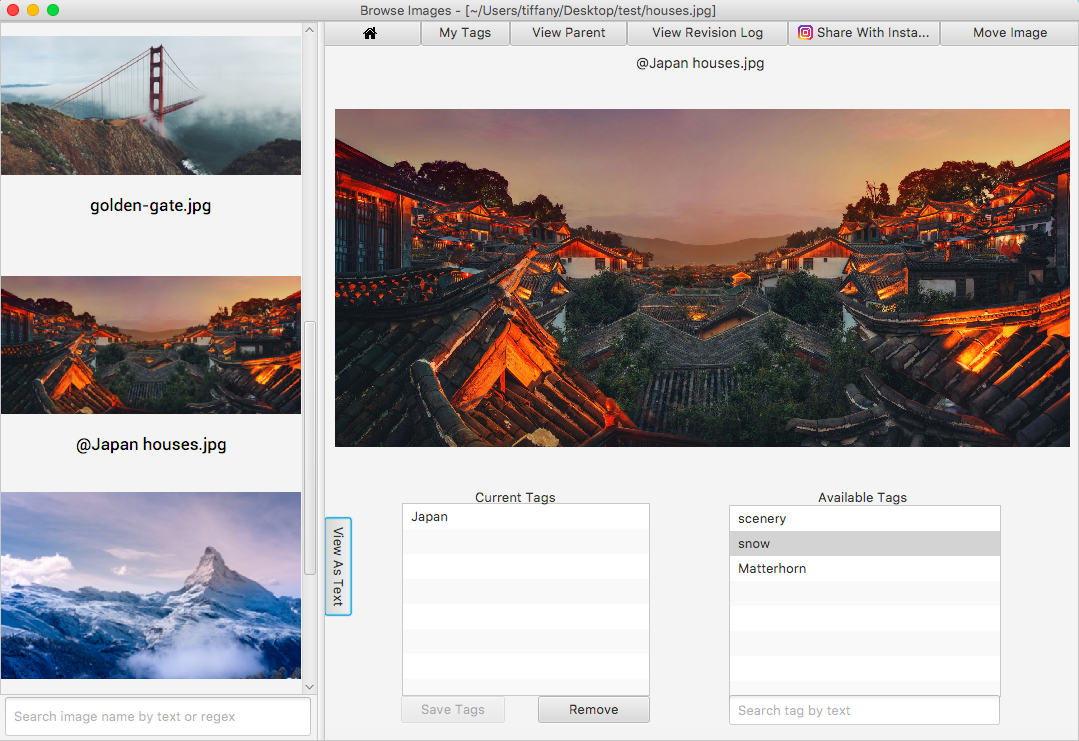 Browse Images - [~/Users/tiffany/Desktop/test/houses.jpg]
My Tags
View Parent
View Revision Log
Share With Insta...
Move Image
@Japan houses.jpg
golden-gate.jpg
@Japan houses.jpg
Search image name by text or regex
View As Text
Current Tags
Japan
Save Tags
Remove
Available Tags
scenery
snow
Matterhorn
Search tag by text